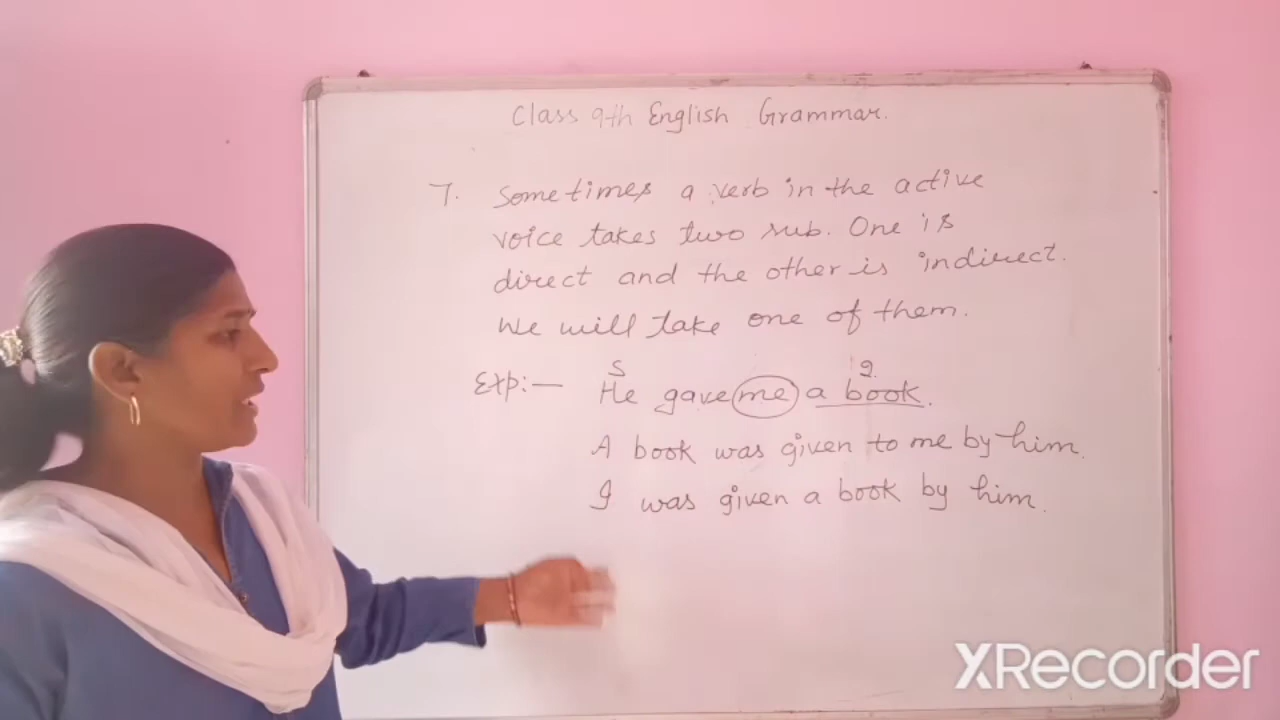 Class 9th English Grammar.
7. Sometimes a verb in the active
voice takes two sub. One is
direct and the other is indirect.
We will take one of them.
S
Exp:— He gave me a book.
A book was given to me by him.
I was given a book by him.
XRecorder